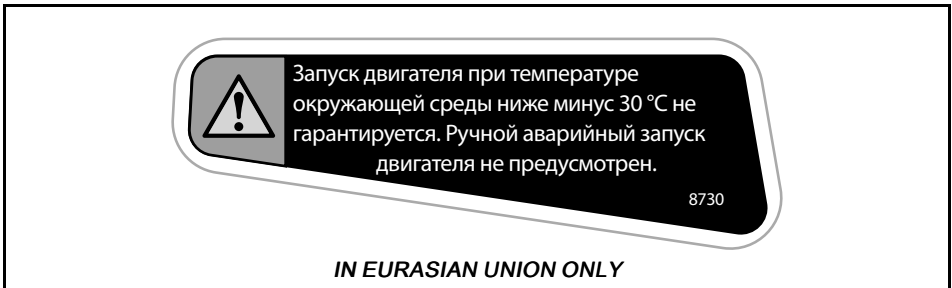 Запуск двигателя при температуре
окружающей среды ниже минус 30 °C не
гарантируется. Ручной аварийный запуск
двигателя не предусмотрен.
8730
IN EURASIAN UNION ONLY